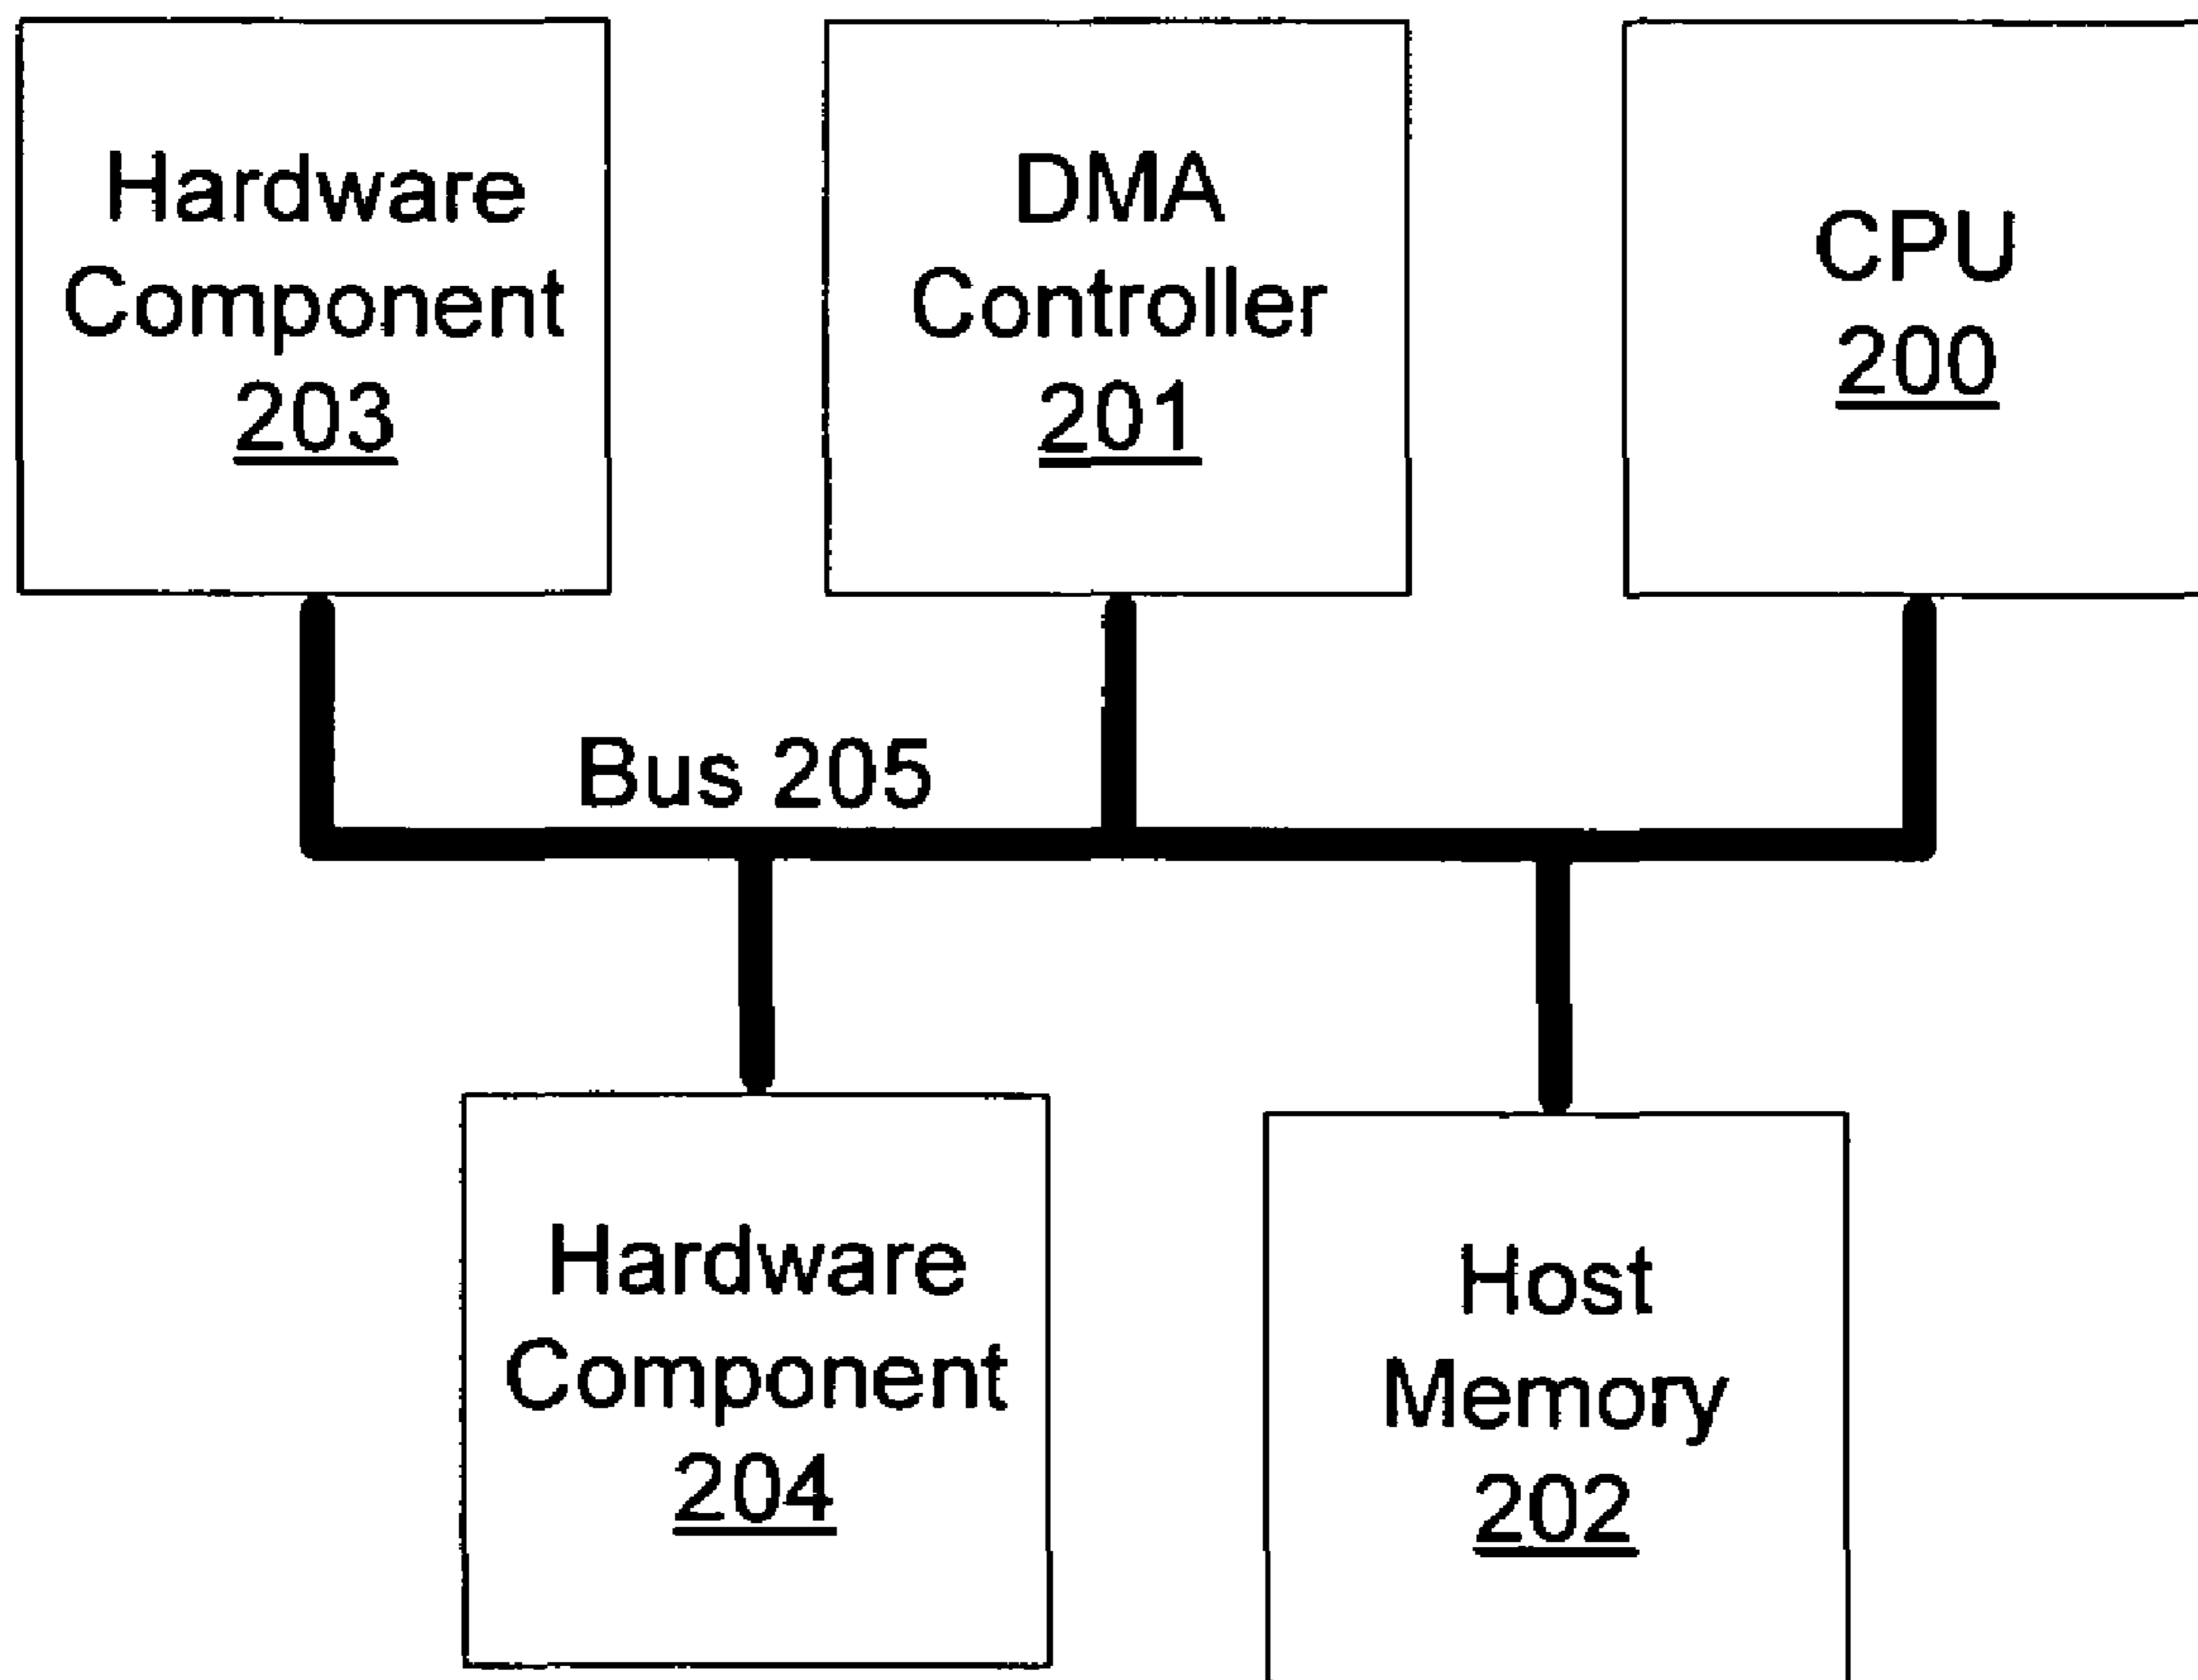 Hardware
Component
203
DMA
Controller
201
CPU
200
Bus 205
Hardware
Component
204
Host
Memory
202